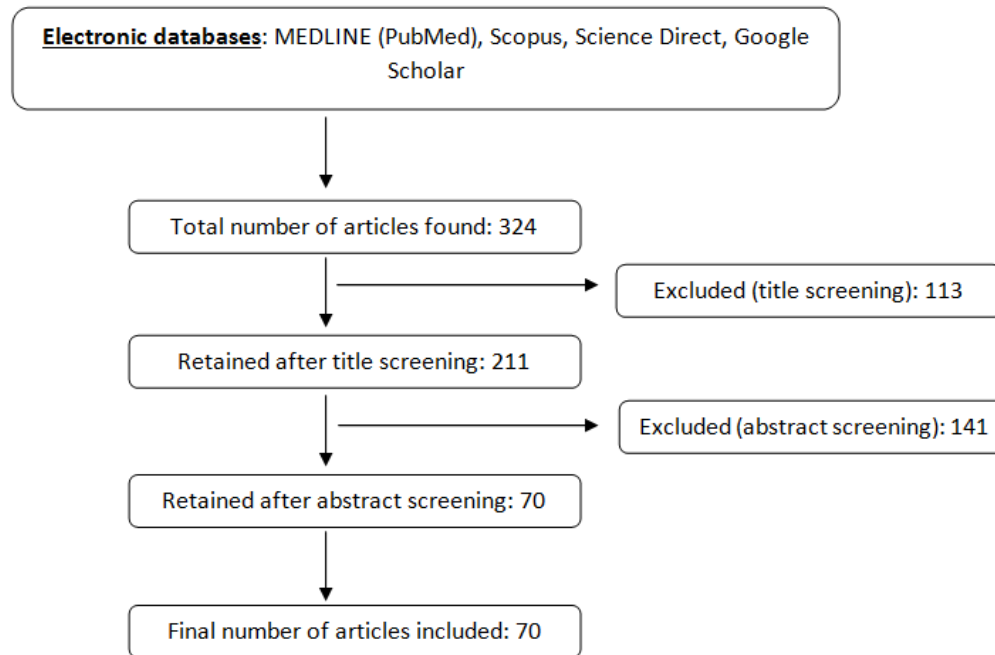 Electronic databases: MEDLINE (PubMed), Scopus, Science Direct, Google
Scholar
Total number of articles found: 324
Excluded (title screening): 113
Retained after title screening: 211
Excluded (abstract screening): 141
Retained after abstract screening: 70
Final number of articles included: 70